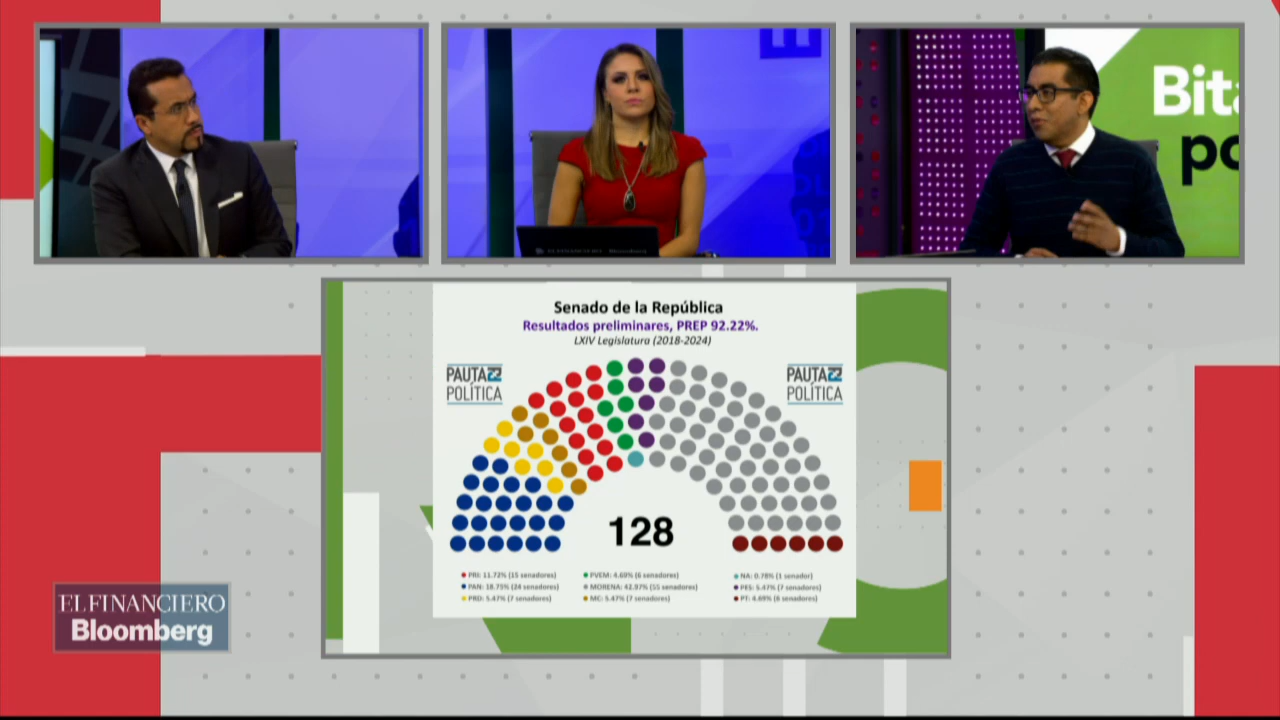 Bit
po
Senado de la República
Resultados preliminares, PREP 92.22%.
LXIV Legislatura (2018-2024)
PAUTA
POLÍTICA
PAUTA
POLÍTICA
128
PRI: 11.72% (15 senadores)
PAN: 18.75% (24 senadores)
PRD: 5.47% (7 senadores)
PVEM: 4.69% (6 senadores)
MORENA: 42.97% (55 senadores)
MC: 5.47% (7 senadores)
NA: 0.78% (1 senador)
PES: 5.47% (7 senadores)
PT: 4.69% (6 senadores)
EL FINANCIERO
Bloomberg